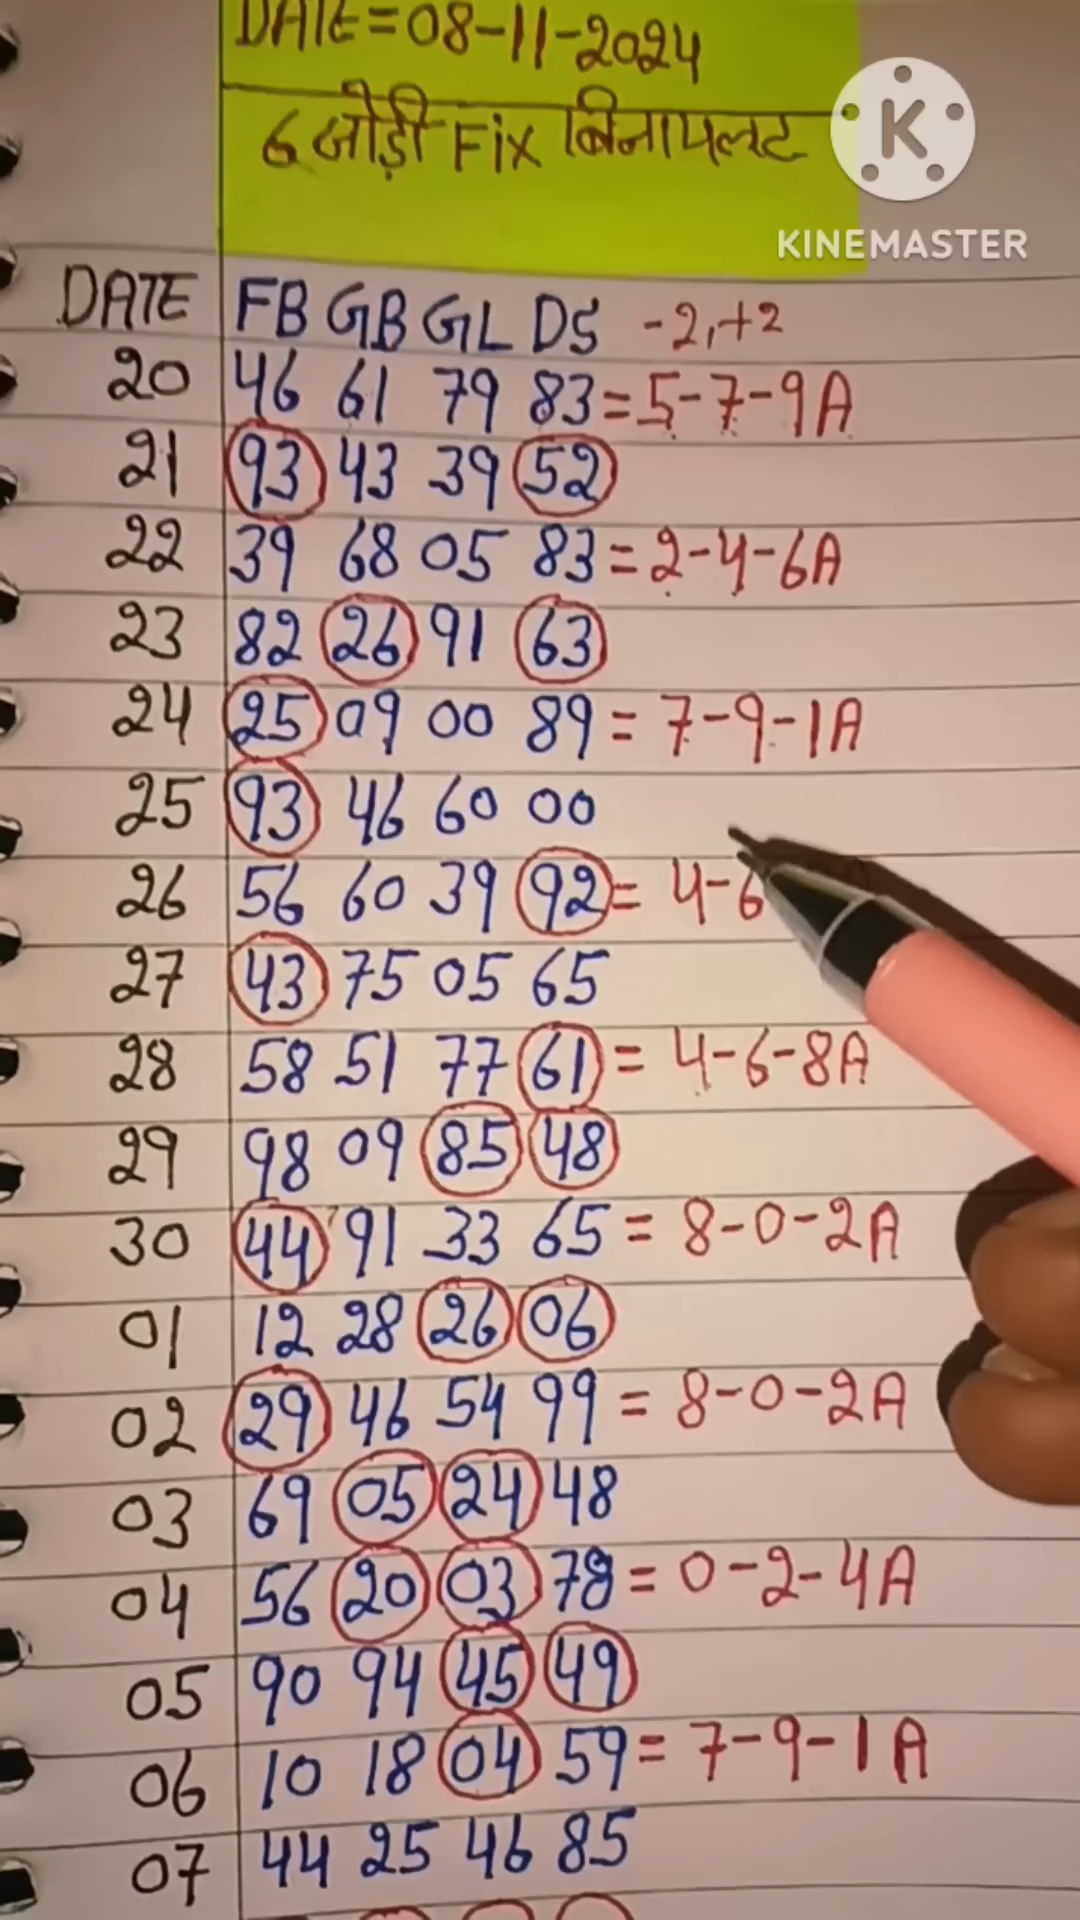 DATE=08-11-2024
6 जोड़ी Fix बिनापलट
KINEMASTER
DATE FB GB GL DS -2,+2
20 46 61 79 83=5-7-9A
21 93 43 39 52
22 39 68 05 83=2-4-6A
23 82 26 91 63
24 25 09 00 89=7-9-1A
25 93 46 60 00
26 56 60 39 92=4-6
27 43 75 05 65
28 58 51 77 61=4-6-8A
29 98 09 85 48
30 44 91 33 65=8-0-2A
01 12 28 26 06
02 29 46 54 99=8-0-2A
03 69 05 24 48
04 56 20 03 78=0-2-4A
05 90 94 45 49
06 10 18 04 59=7-9-1A
07 44 25 46 85